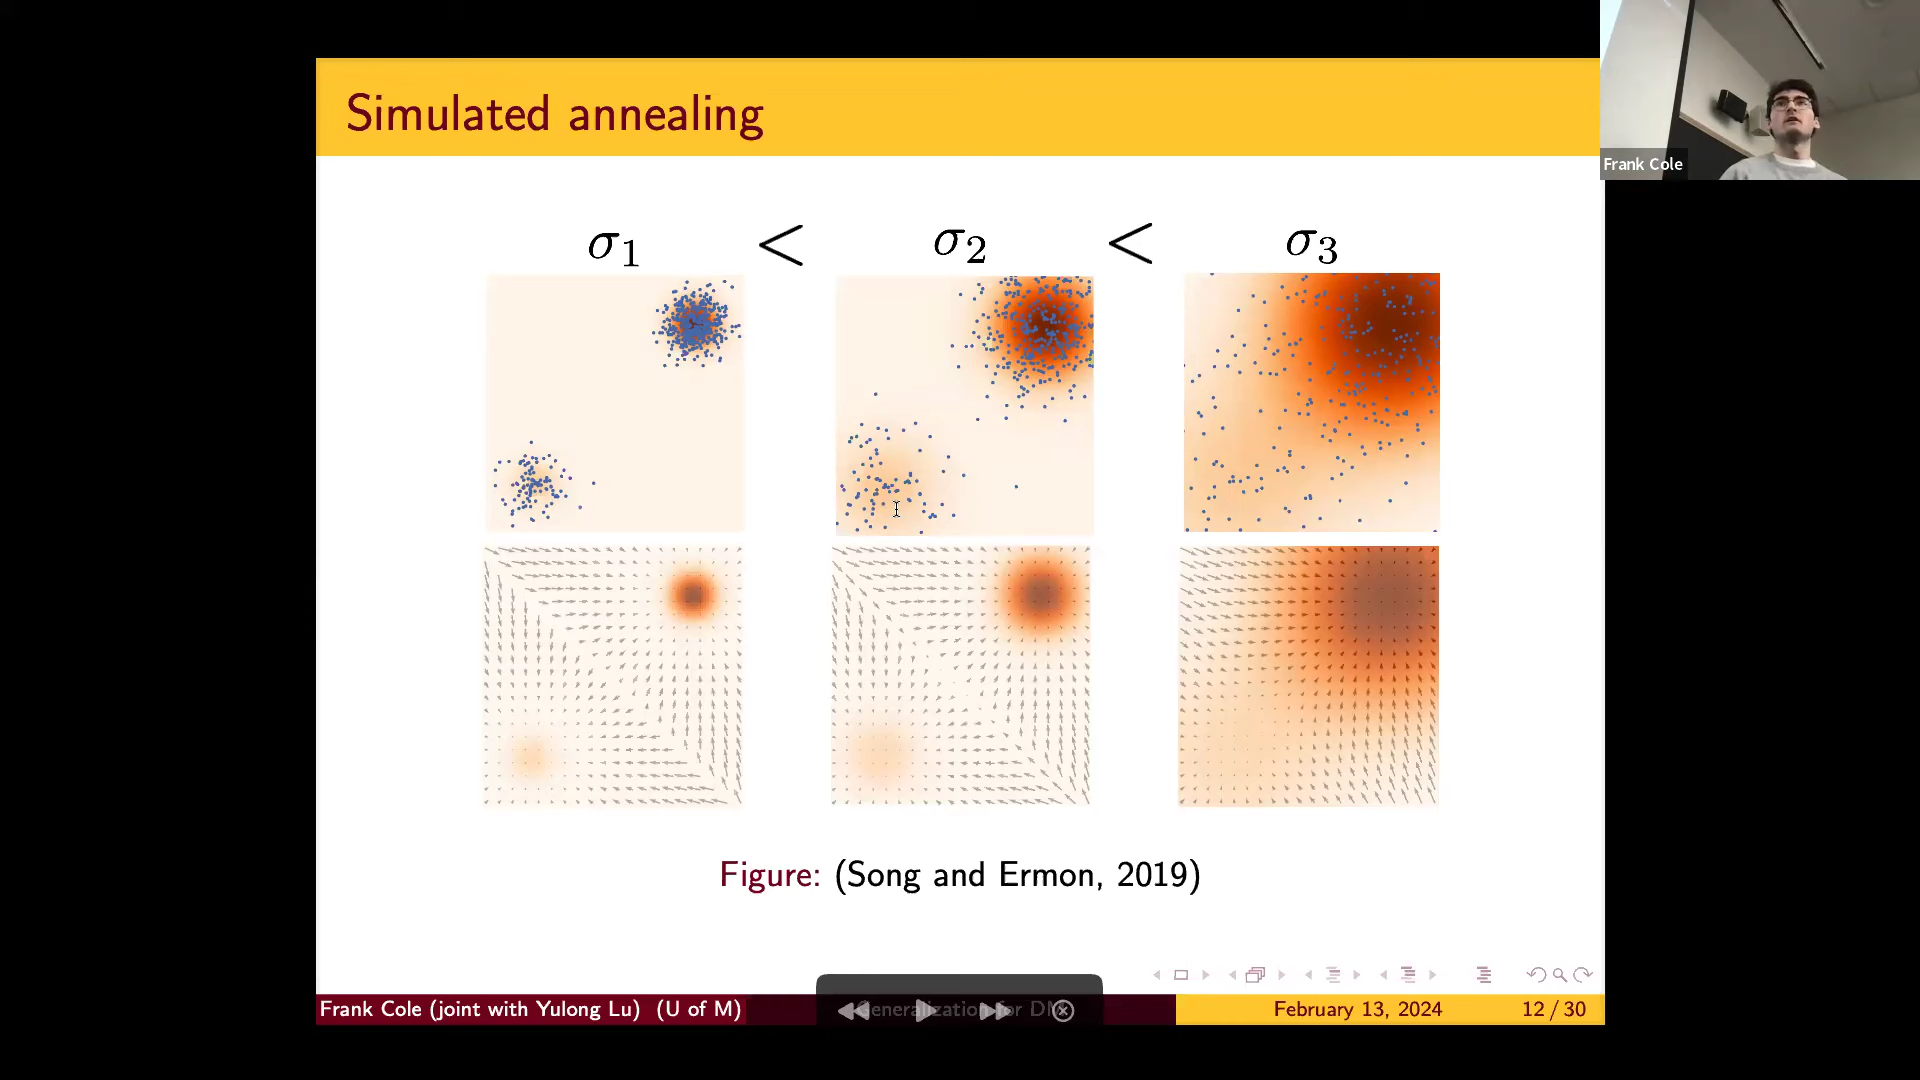 Simulated annealing
Frank Cole
σ1 < σ2 < σ3
Figure: (Song and Ermon, 2019)
Frank Cole (joint with Yulong Lu) (U of M)
Generalization for DM
February 13, 2024
12 / 30